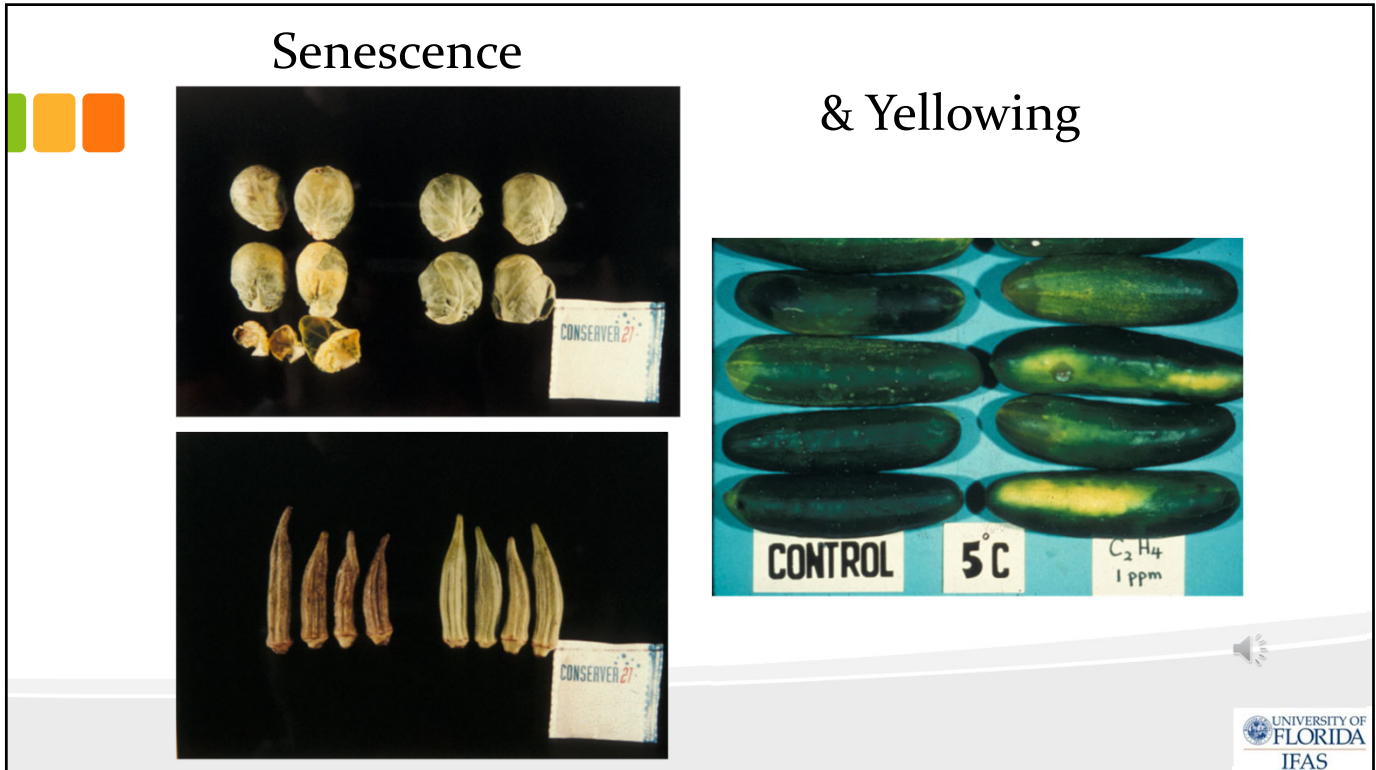 Senescence
& Yellowing
CONSERVER 21
CONSERVER 21
CONTROL
5°C
C₂H₄
1 ppm
UNIVERSITY OF
FLORIDA
IFAS